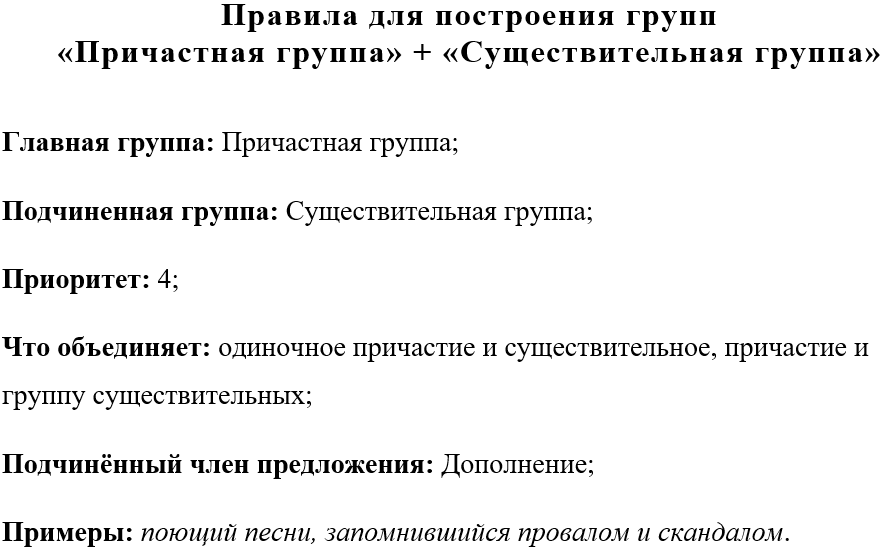 Правила для построения групп
«Причастная группа» + «Существительная группа»
Главная группа: Причастная группа;
Подчиненная группа: Существительная группа;
Приоритет: 4;
Что объединяет: одиночное причастие и существительное, причастие и
группу существительных;
Подчинённый член предложения: Дополнение;
Примеры: поющий песни, запомнившийся провалом и скандалом.